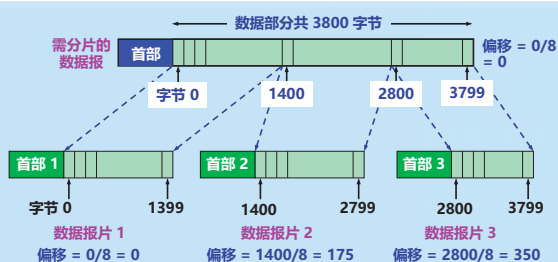 数据部分共 3800 字节
需分片的
数据报
首部
偏移 = 0/8
= 0
字节 0
1400
2800
3799
首部 1
首部 2
首部 3
字节 0
1399
1400
2799
2800
3799
数据报片 1
数据报片 2
数据报片 3
偏移 = 0/8 = 0
偏移 = 1400/8 = 175
偏移 = 2800/8 = 350